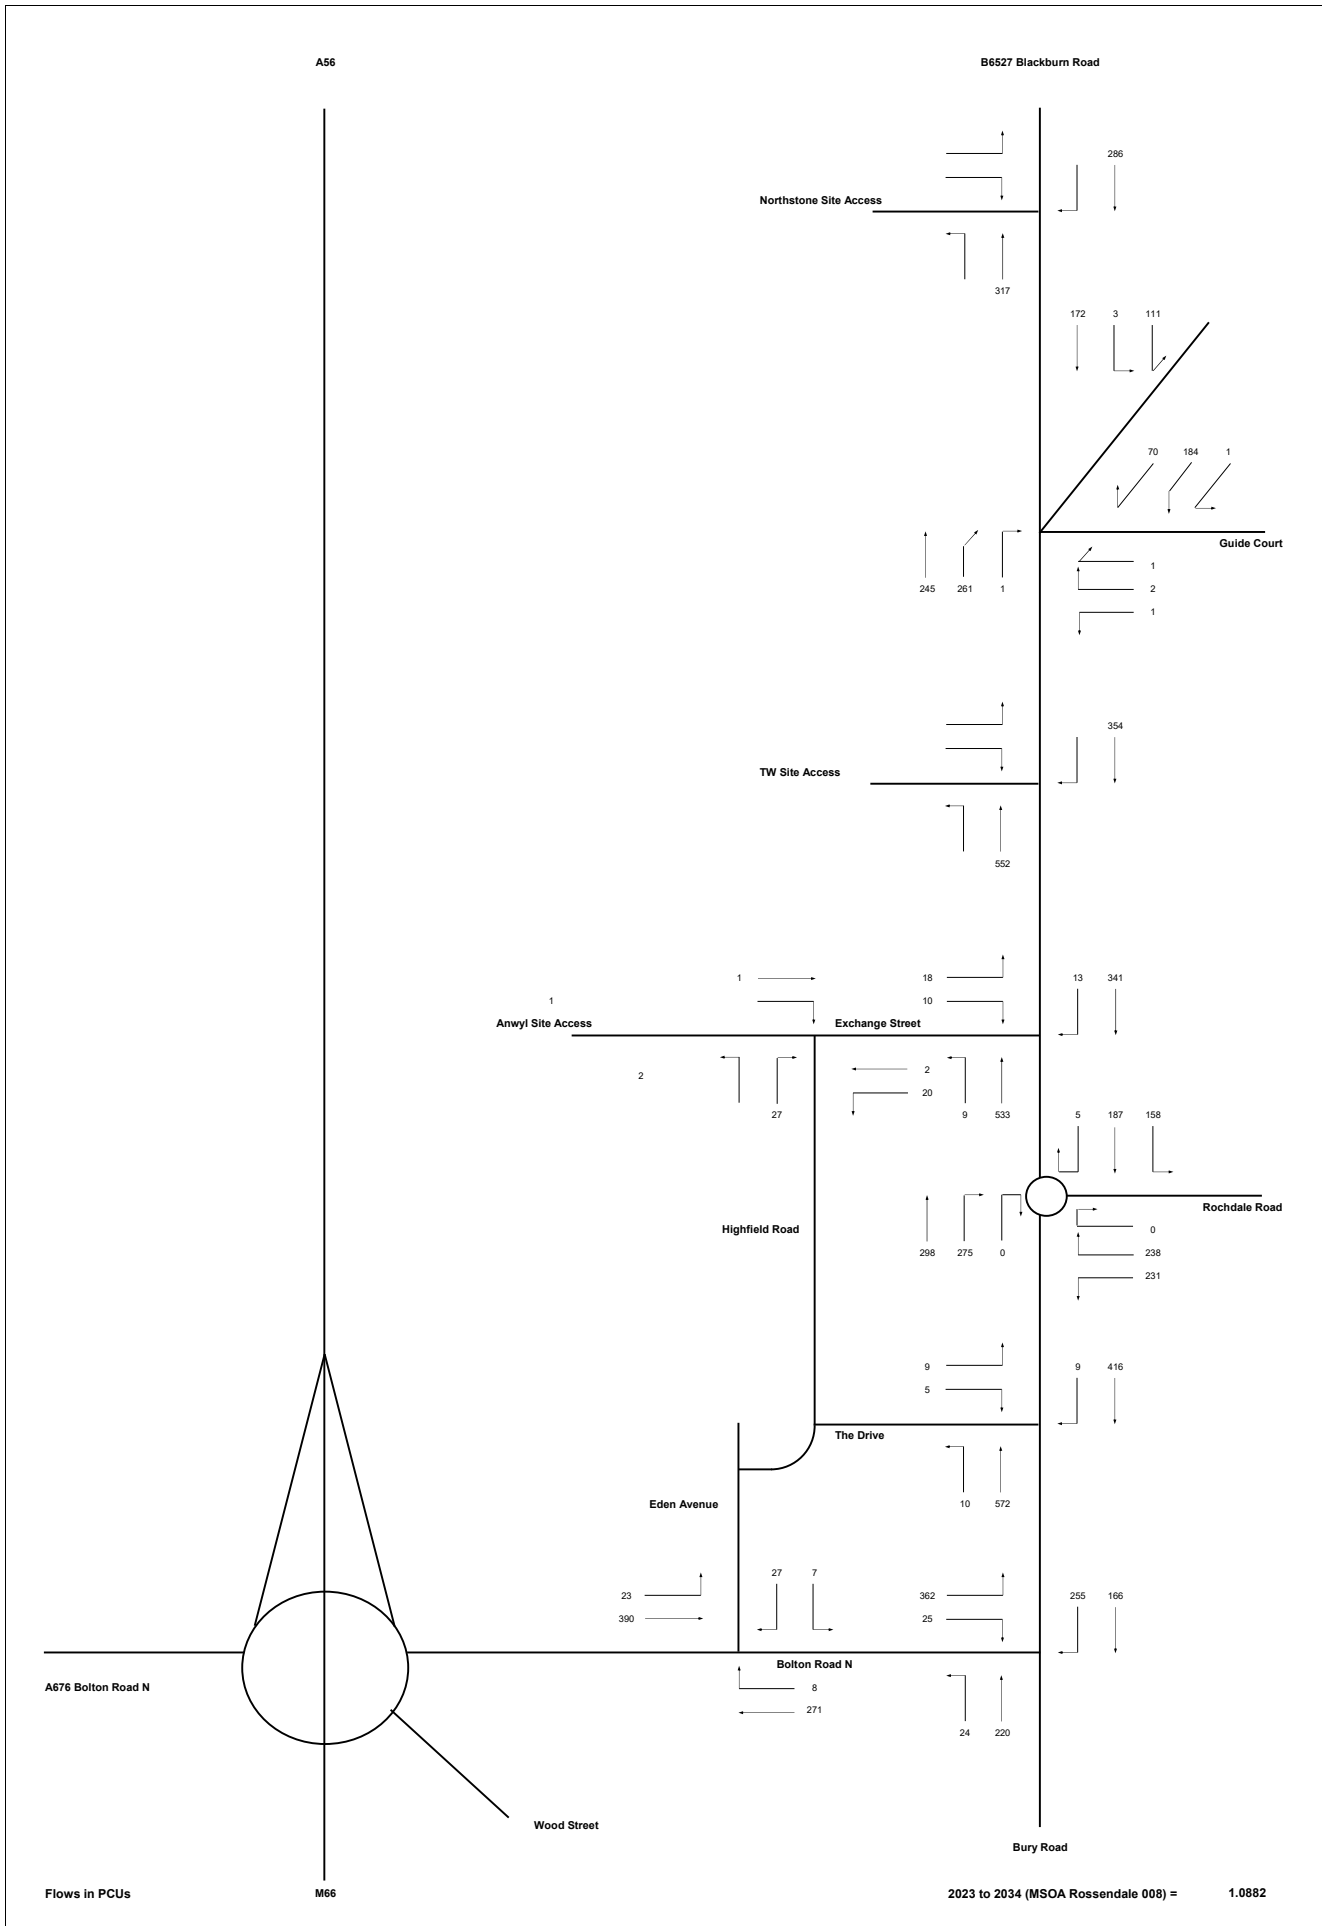 A56
B6527 Blackburn Road
286
Northstone Site Access
317
172 3 111
70 184 1
Guide Court
245 261 1
1
2
1
354
TW Site Access
552
1
18
13 341
1
10
Anwyl Site Access
Exchange Street
2
2
20
27
9 533
5 187 158
Rochdale Road
Highfield Road
0
298 275 0
238
231
9
9 416
5
The Drive
Eden Avenue
10 572
27 7
23
362
255 166
390
25
Bolton Road N
A676 Bolton Road N
8
271
24 220
Wood Street
Bury Road
Flows in PCUs
M66
2023 to 2034 (MSOA Rossendale 008) = 1.0882